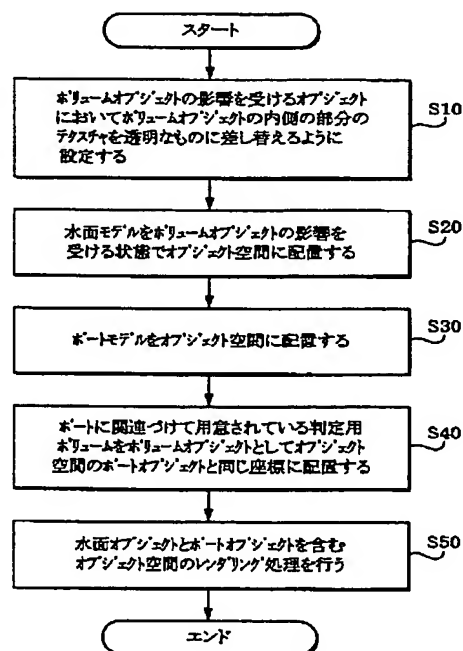 スタート
ボリュームオブジェクトの影響を受けるオブジェクト
においてボリュームオブジェクトの内側の部分の
テクスチャを透明なものに差し替えるように
設定する
S10
水面モデルをボリュームオブジェクトの影響を
受ける状態でオブジェクト空間に配置する
S20
ボートモデルをオブジェクト空間に配置する
S30
ボートに関連づけて用意されている判定用
ボリュームをボリュームオブジェクトとしてオブジェクト
空間のボートオブジェクトと同じ座標に配置する
S40
水面オブジェクトとボートオブジェクトを含む
オブジェクト空間のレンダリング処理を行う
S50
エンド